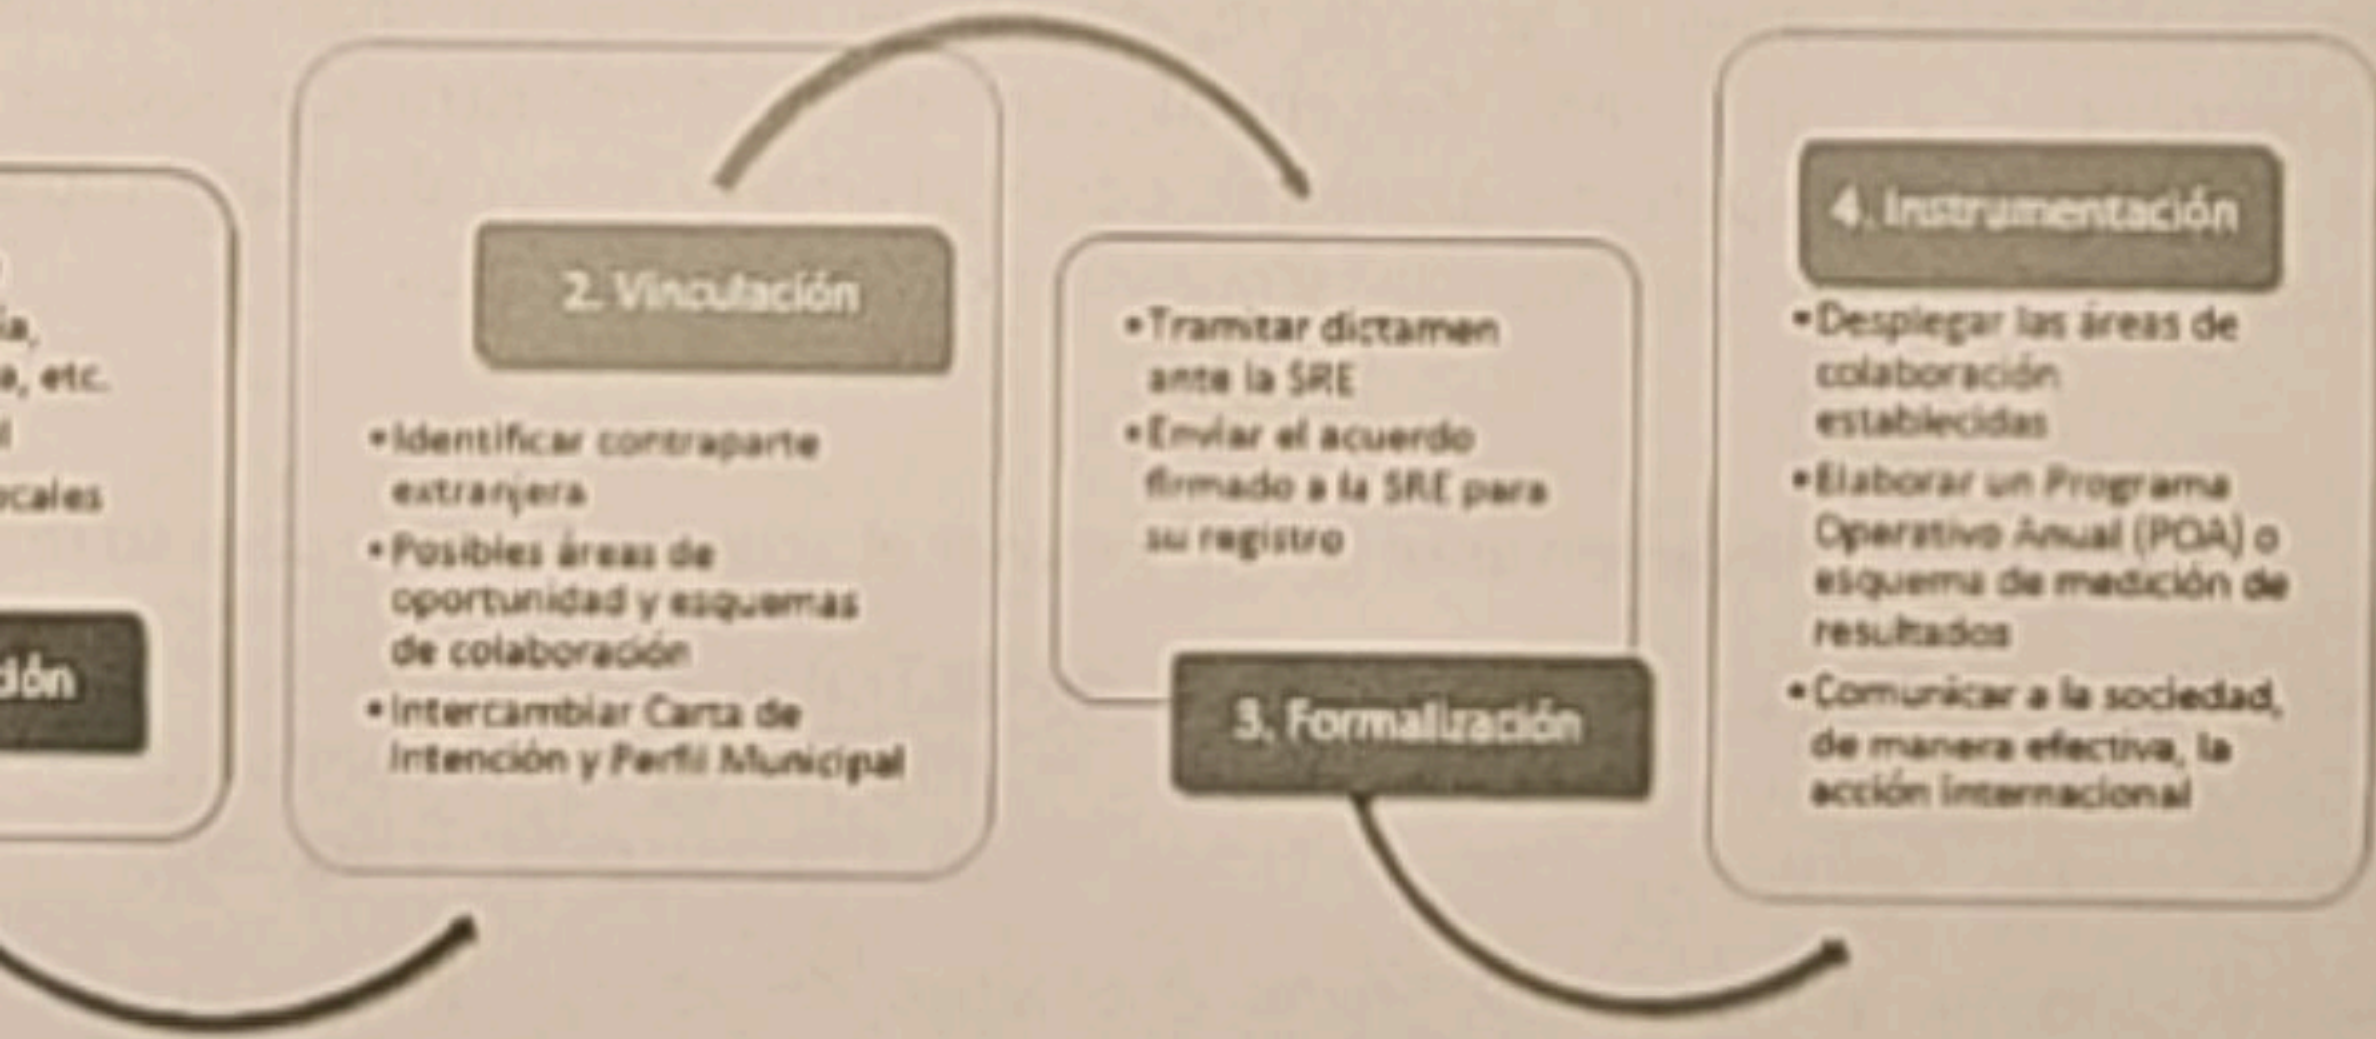 ía,
a, etc.
l
ocales
ción
2. Vinculación
•Identificar contraparte
extranjera
•Posibles áreas de
oportunidad y esquemas
de colaboración
•Intercambiar Carta de
Intención y Perfil Municipal
•Tramitar dictamen
ante la SRE
•Enviar el acuerdo
firmado a la SRE para
su registro
3. Formalización
4. Instrumentación
•Desplegar las áreas de
colaboración
establecidas
•Elaborar un Programa
Operativo Anual (POA) o
esquema de medición de
resultados
•Comunicar a la sociedad,
de manera efectiva, la
acción internacional